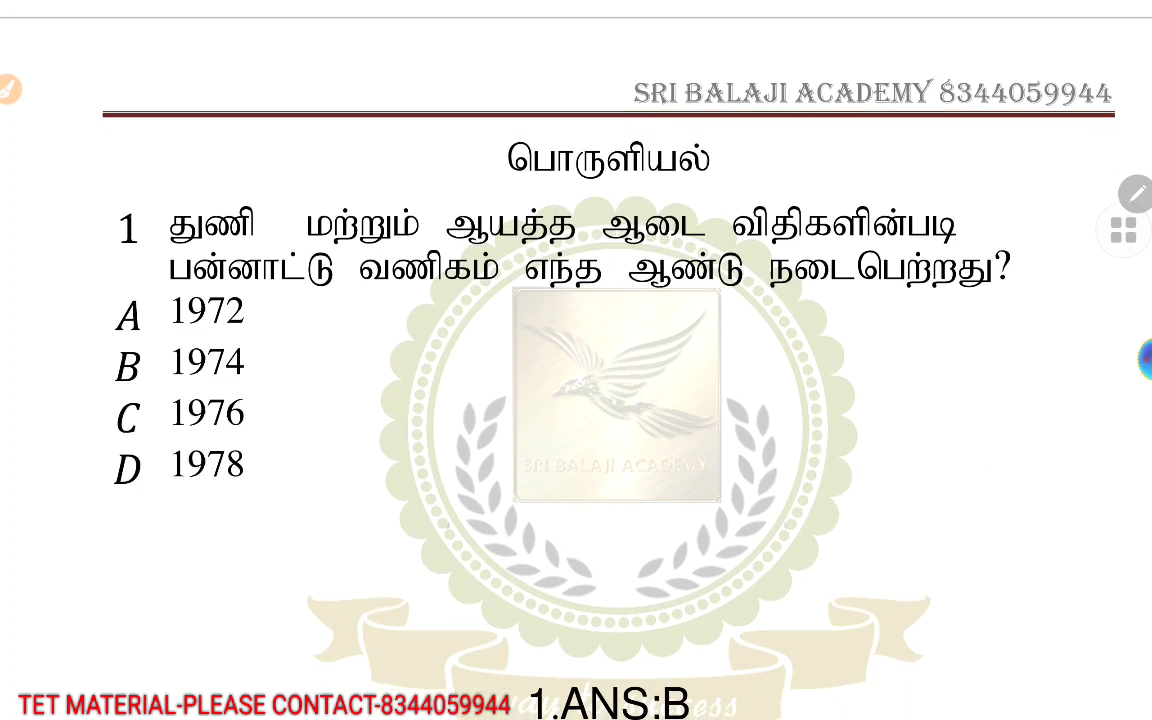 SRI BALAJI ACADEMY 8344059944
பொருளியல்
1 துணி மற்றும் ஆயத்த ஆடை விதிகளின்படி
பன்னாட்டு வணிகம் எந்த ஆண்டு நடைபெற்றது?
A 1972
B 1974
C 1976
D 1978
SRI BALAJI ACADEMY
TET MATERIAL-PLEASE CONTACT-8344059944 1.ANS:B